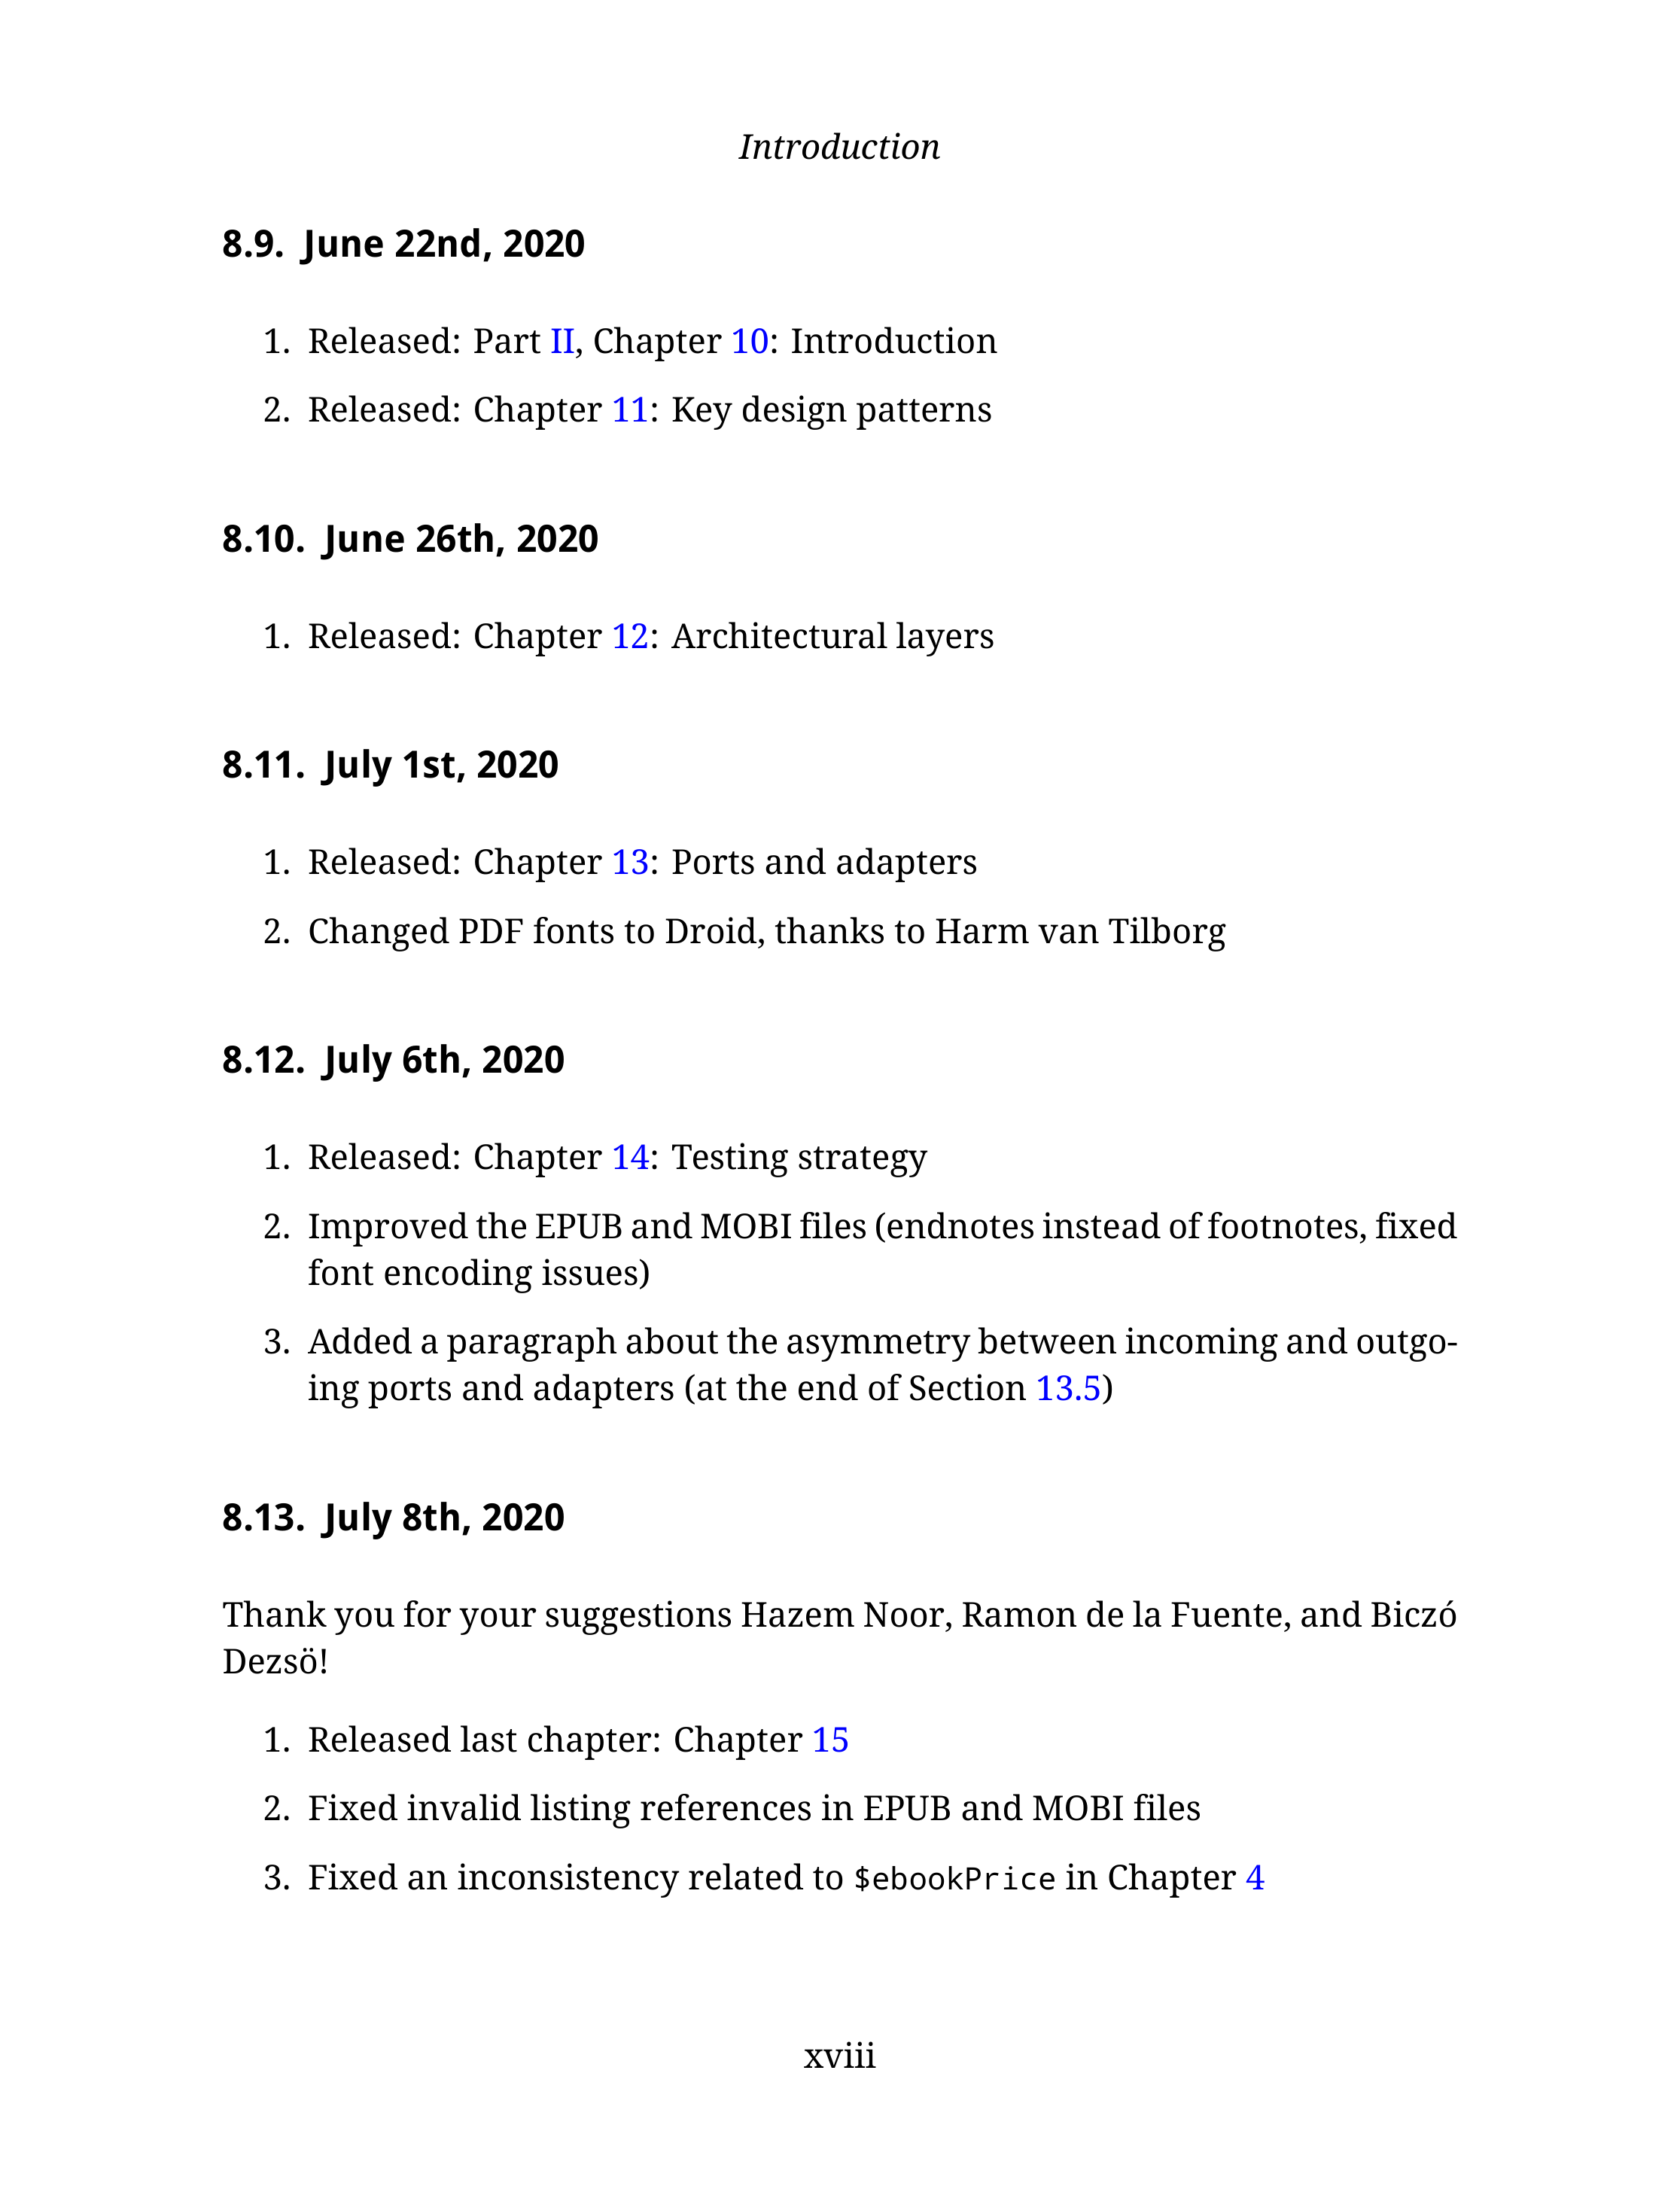 Introduction
8.9. June 22nd, 2020
1. Released: Part II, Chapter 10: Introduction
2. Released: Chapter 11: Key design patterns
8.10. June 26th, 2020
1. Released: Chapter 12: Architectural layers
8.11. July 1st, 2020
1. Released: Chapter 13: Ports and adapters
2. Changed PDF fonts to Droid, thanks to Harm van Tilborg
8.12. July 6th, 2020
1. Released: Chapter 14: Testing strategy
2. Improved the EPUB and MOBI files (endnotes instead of footnotes, fixed
font encoding issues)
3. Added a paragraph about the asymmetry between incoming and outgo-
ing ports and adapters (at the end of Section 13.5)
8.13. July 8th, 2020
Thank you for your suggestions Hazem Noor, Ramon de la Fuente, and Biczó
Dezsö!
1. Released last chapter: Chapter 15
2. Fixed invalid listing references in EPUB and MOBI files
3. Fixed an inconsistency related to $ebookPrice in Chapter 4
xviii